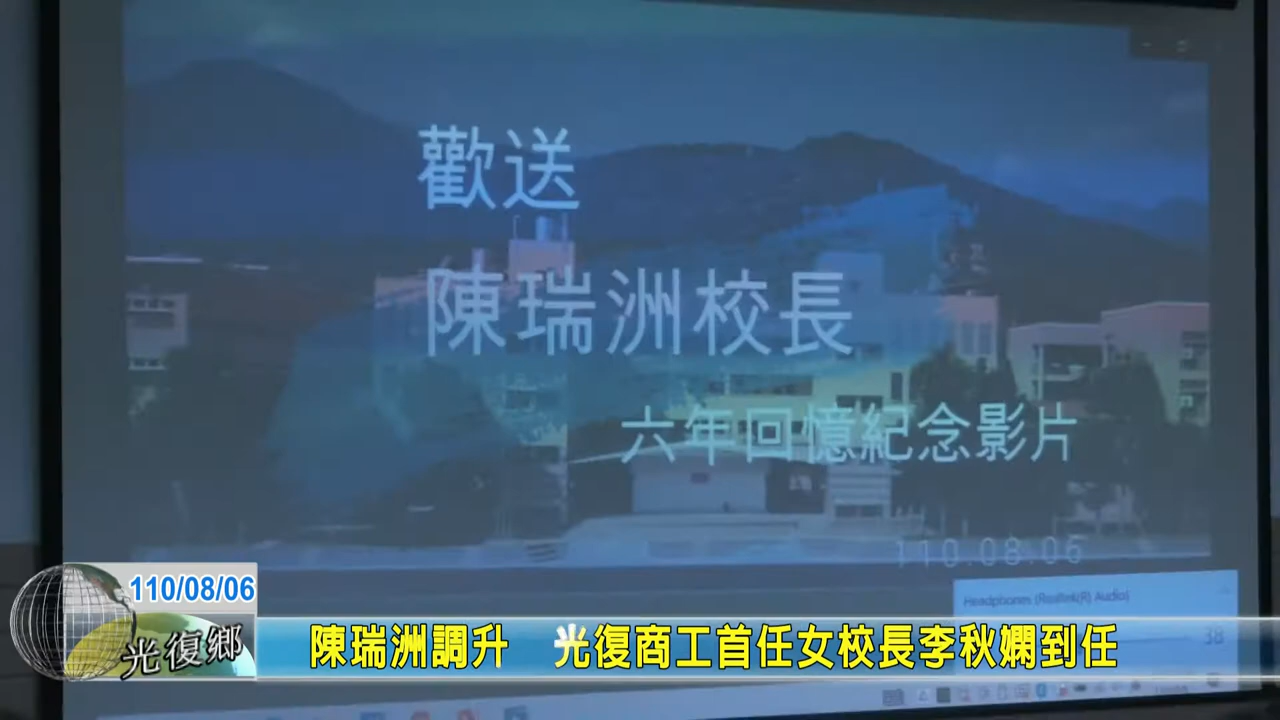 歡送
陳瑞洲校長
六年回憶紀念影片
110.08.06
Headphones (Realtek(R) Audio)
38
110/08/06
光復鄉
陳瑞洲調升 光復商工首任女校長李秋嫻到任